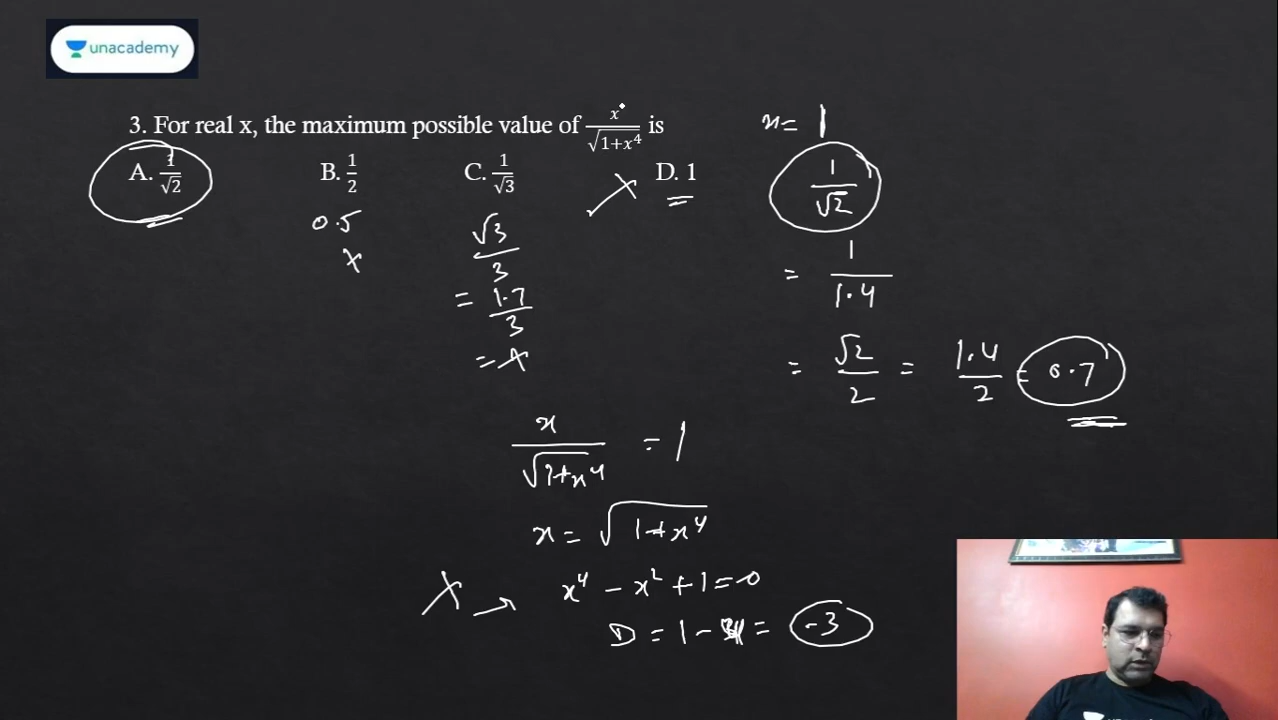 unacademy
3. For real x, the maximum possible value of x/√(1+x⁴) is
A. 1/√2 B. 1/2 C. 1/√3 D. 1
x = 1
1/√2
= 1/1.4
= √2/2 = 1.4/2 = 0.7
0.5
×
√3/3
= 1.7/3
= ×
×
x/√(1+x⁴) = 1
x = √(1+x⁴)
× → x⁴ - x² + 1 = 0
D = 1 - 4 = -3